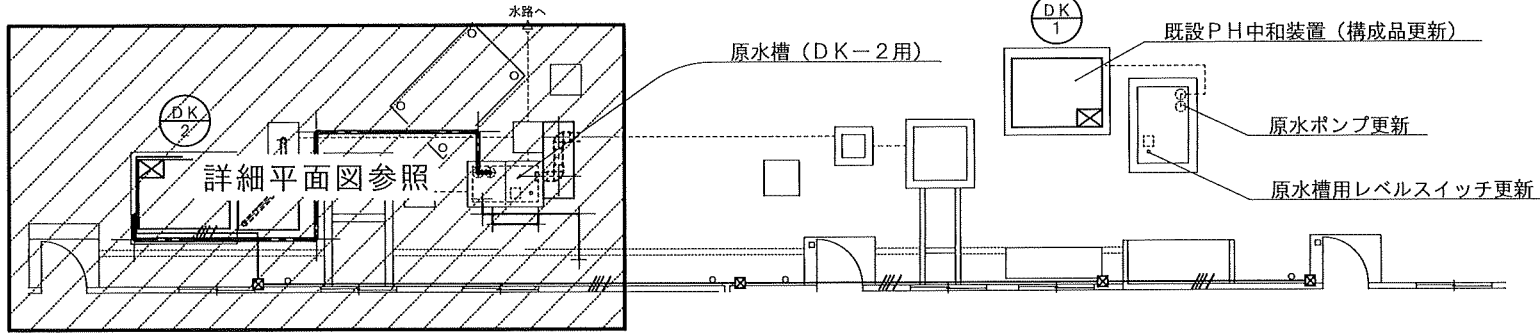 水路へ
DK
1
既設PH中和装置（構成品更新）
原水槽（DK－2用）
DK
2
原水ポンプ更新
詳細平面図参照
原水槽用レベルスイッチ更新